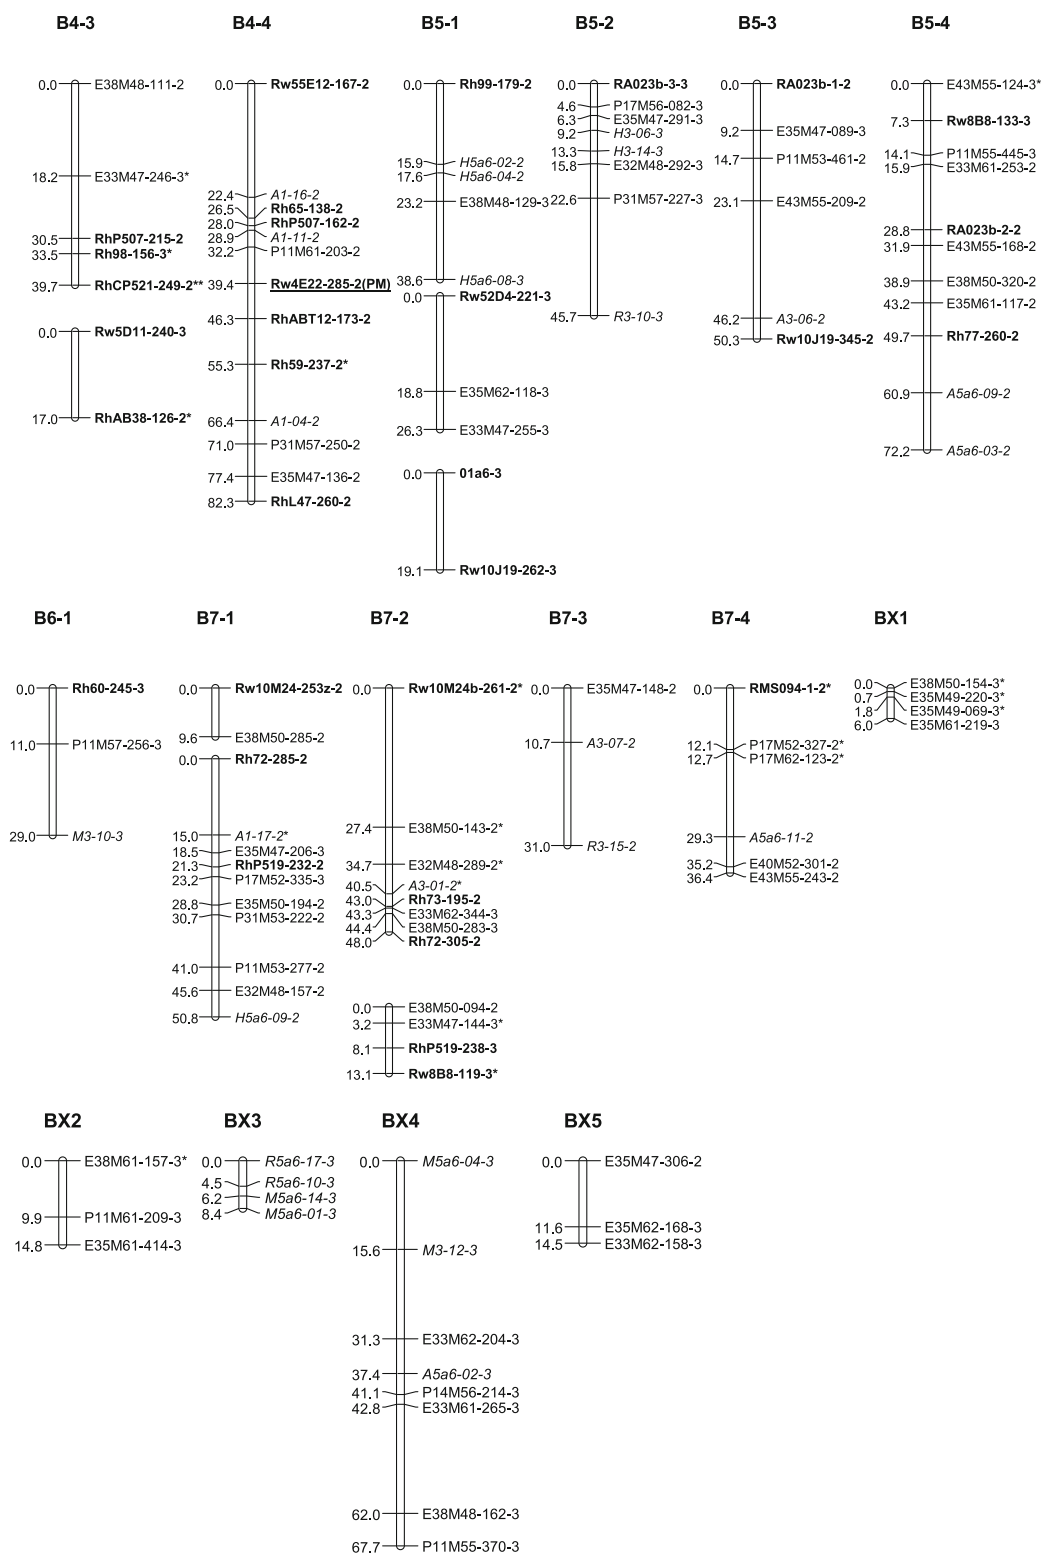 B4-3 B4-4 B5-1 B5-2 B5-3 B5-4
0.0 E38M48-111-2
18.2 E33M47-246-3*
30.5 RhP507-215-2
33.5 Rh98-156-3*
39.7 RhCP521-249-2**
0.0 Rw5D11-240-3
17.0 RhAB38-126-2*
0.0 Rw55E12-167-2
22.4 A1-16-2
26.5 Rh65-138-2
28.0 RhP507-162-2
28.9 A1-11-2
32.2 P11M61-203-2
39.4 Rw4E22-285-2(PM)
46.3 RhABT12-173-2
55.3 Rh59-237-2*
66.4 A1-04-2
71.0 P31M57-250-2
77.4 E35M47-136-2
82.3 RhL47-260-2
0.0 Rh99-179-2
15.9 H5a6-02-2
17.6 H5a6-04-2
23.2 E38M48-129-3
38.6 H5a6-08-3
0.0 Rw52D4-221-3
18.8 E35M62-118-3
26.3 E33M47-255-3
0.0 01a6-3
19.1 Rw10J19-262-3
0.0 RA023b-3-3
4.6 P17M56-082-3
6.3 E35M47-291-3
9.2 H3-06-3
13.3 H3-14-3
15.8 E32M48-292-3
22.6 P31M57-227-3
45.7 R3-10-3
0.0 RA023b-1-2
9.2 E35M47-089-3
14.7 P11M53-461-2
23.1 E43M55-209-2
46.2 A3-06-2
50.3 Rw10J19-345-2
0.0 E43M55-124-3*
7.3 Rw8B8-133-3
14.1 P11M55-445-3
15.9 E33M61-253-2
28.8 RA023b-2-2
31.9 E43M55-168-2
38.9 E38M50-320-2
43.2 E35M61-117-2
49.7 Rh77-260-2
60.9 A5a6-09-2
72.2 A5a6-03-2
B6-1 B7-1 B7-2 B7-3 B7-4 BX1
0.0 Rh60-245-3
11.0 P11M57-256-3
29.0 M3-10-3
0.0 Rw10M24-253z-2
9.6 E38M50-285-2
0.0 Rh72-285-2
15.0 A1-17-2*
18.5 E35M47-206-3
21.3 RhP519-232-2
23.2 P17M52-335-3
28.8 E35M50-194-2
30.7 P31M53-222-2
41.0 P11M53-277-2
45.6 E32M48-157-2
50.8 H5a6-09-2
0.0 Rw10M24b-261-2*
27.4 E38M50-143-2*
34.7 E32M48-289-2*
40.5 A3-01-2*
43.0 Rh73-195-2
43.3 E33M62-344-3
44.4 E38M50-283-3
48.0 Rh72-305-2
0.0 E38M50-094-2
3.2 E33M47-144-3*
8.1 RhP519-238-3
13.1 Rw8B8-119-3*
0.0 E35M47-148-2
10.7 A3-07-2
31.0 R3-15-2
0.0 RMS094-1-2*
12.1 P17M52-327-2*
12.7 P17M62-123-2*
29.3 A5a6-11-2
35.2 E40M52-301-2
36.4 E43M55-243-2
0.0 E38M50-154-3*
0.7 E35M49-220-3*
1.8 E35M49-069-3*
6.0 E35M61-219-3
BX2 BX3 BX4 BX5
0.0 E38M61-157-3*
9.9 P11M61-209-3
14.8 E35M61-414-3
0.0 R5a6-17-3
4.5 R5a6-10-3
6.2 M5a6-14-3
8.4 M5a6-01-3
0.0 M5a6-04-3
15.6 M3-12-3
31.3 E33M62-204-3
37.4 A5a6-02-3
41.1 P14M56-214-3
42.8 E33M61-265-3
62.0 E38M48-162-3
67.7 P11M55-370-3
0.0 E35M47-306-2
11.6 E35M62-168-3
14.5 E33M62-158-3